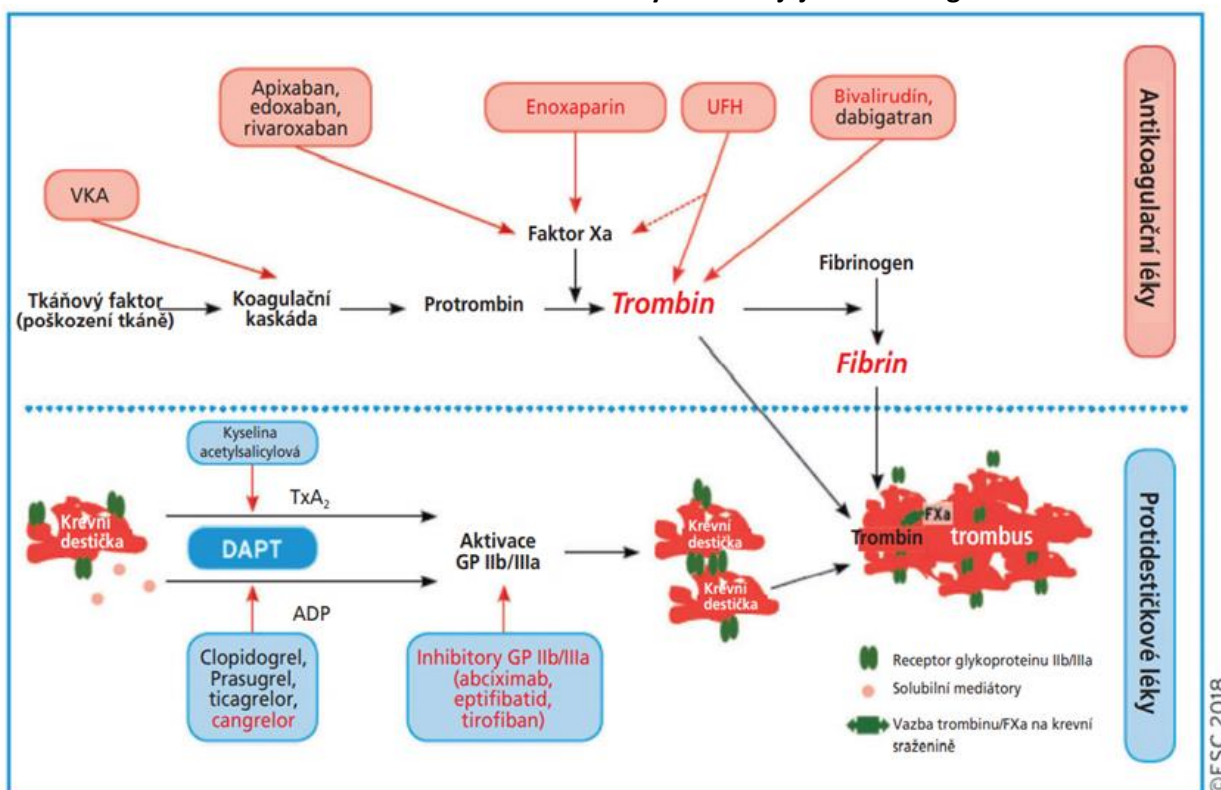 Apixaban,
edoxaban,
rivaroxaban
Enoxaparin
UFH
Bivalirudín,
dabigatran
Antikoagulační léky
VKA
Faktor Xa
Fibrinogen
Tkáňový faktor
(poškození tkáně)
Koagulační
kaskáda
Protrombin
Trombin
Fibrin
Kyselina
acetylsalicylová
TxA2
Krevní
destička
DAPT
Aktivace
GP IIb/IIIa
ADP
Krevní
destička
Krevní
destička
FXa
Trombin
trombus
Clopidogrel,
Prasugrel,
ticagrelor,
cangrelor
Inhibitory GP IIb/IIIa
(abciximab,
eptifibatid,
tirofiban)
Receptor glykoproteinu IIb/IIIa
Solubilní mediátory
Vazba trombinu/FXa na krevní
sraženině
Protidestičkové léky
©ESC 2018